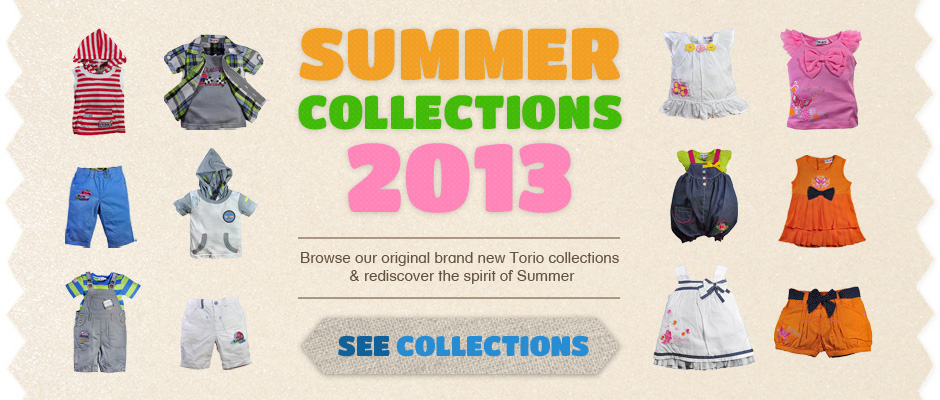 SUMMER
COLLECTIONS
2013
Browse our original brand new Torio collections
& rediscover the spirit of Summer
SEE COLLECTIONS